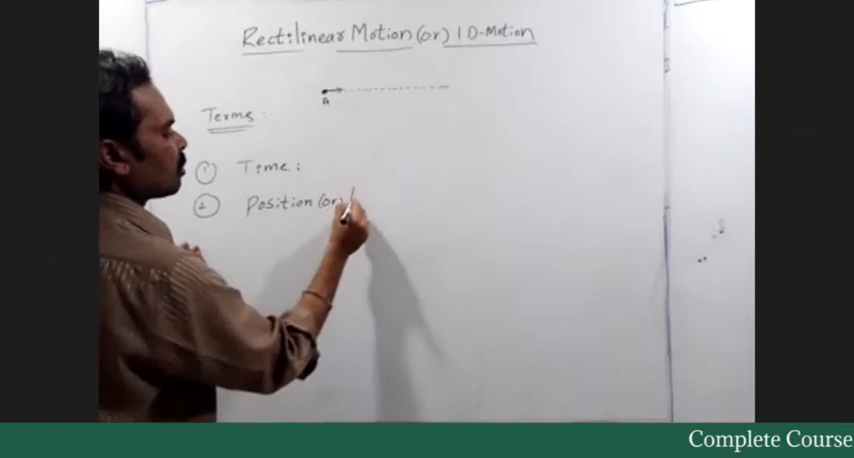 Rectilinear Motion (or) 1D-Motion
A
Terms:
① Time:
② Position (or)
Complete Course